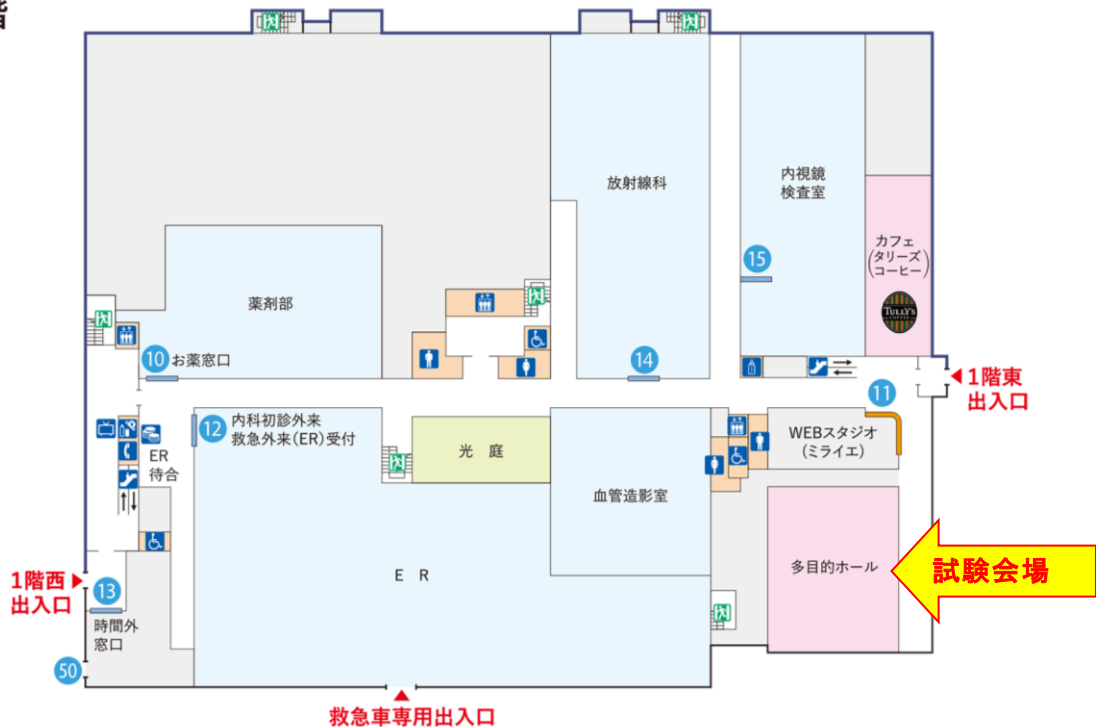 階
放射線科
内視鏡
検査室
15
カフェ
(タリーズ
コーヒー)
TULLY'S
COFFEE
薬剤部
10 お薬窓口
14
11
1階東
出入口
12 内科初診外来
救急外来(ER)受付
光庭
WEBスタジオ
(ミライエ)
ER
待合
血管造影室
ER
多目的ホール
試験会場
1階西
出入口
13
時間外
窓口
50
救急車専用出入口